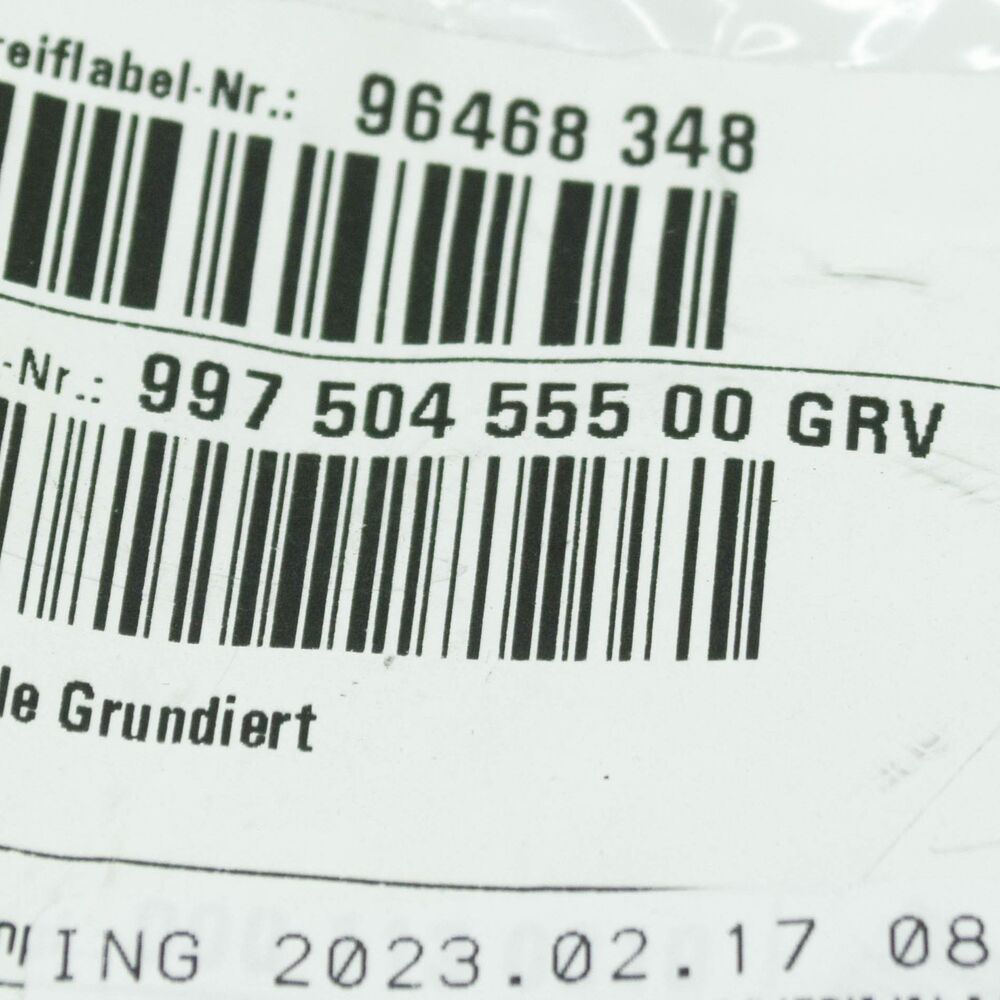 reiflabel-Nr.: 96468 348
-Nr.: 997 504 555 00 GRV
le Grundiert
ING 2023.02.17 08